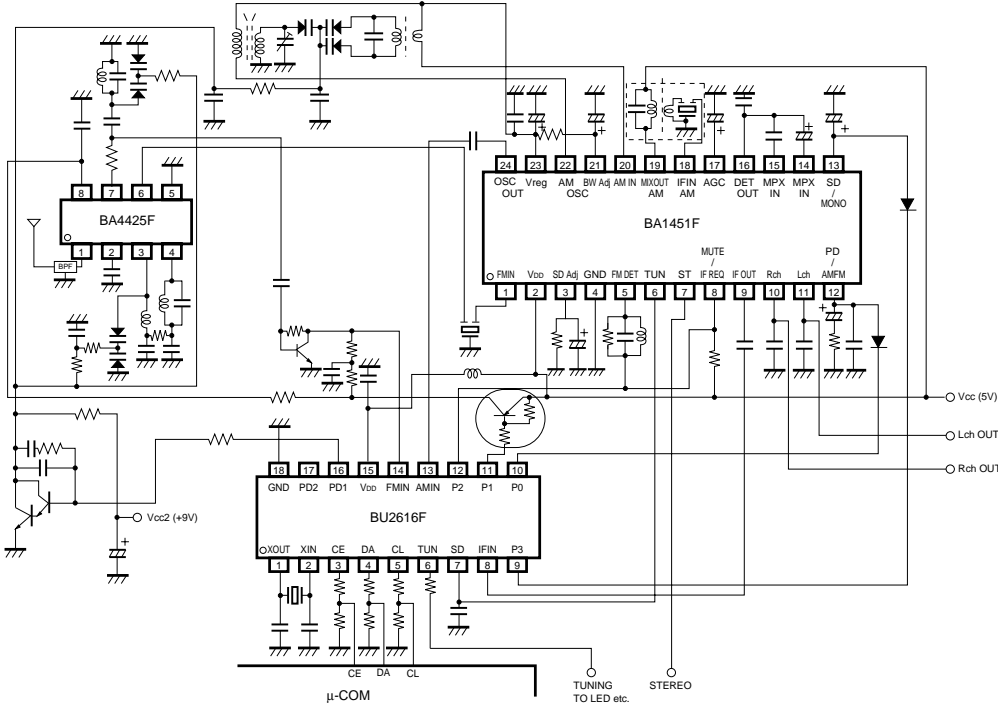 8 7 6 5
BA4425F
1 2 3 4
BPF
24 23 22 21 20 19 18 17 16 15 14 13
OSC OUT Vreg AM OSC BW Adj AM IN MIXOUT AM IFIN AM AGC DET OUT MPX IN MPX IN SD / MONO
BA1451F
FMIN VDD SD Adj GND FM DET TUN ST MUTE / IF REQ IF OUT Rch Lch PD / AMFM
1 2 3 4 5 6 7 8 9 10 11 12
Vcc (5V)
Lch OUT
Rch OUT
18 17 16 15 14 13 12 11 10
GND PD2 PD1 VDD FMIN AMIN P2 P1 P0
BU2616F
Vcc2 (+9V)
XOUT XIN CE DA CL TUN SD IFIN P3
1 2 3 4 5 6 7 8 9
CE DA CL
μ-COM
TUNING
TO LED etc.
STEREO